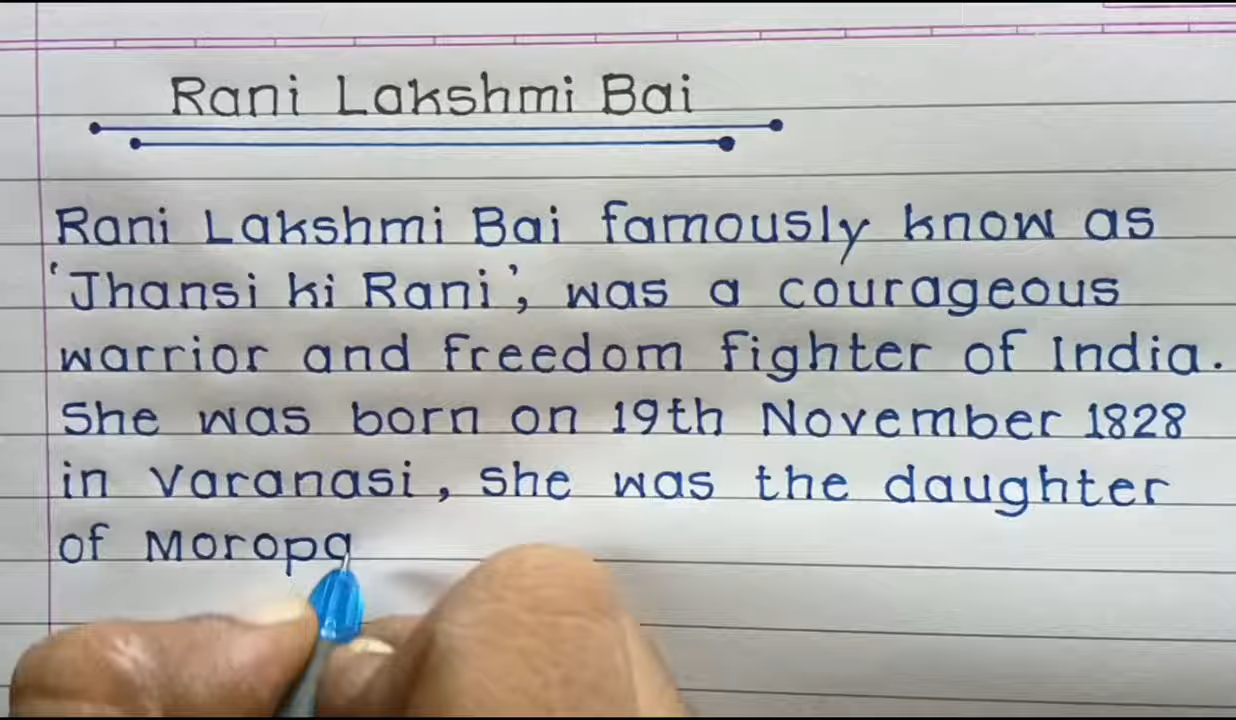 Rani Lakshmi Bai
Rani Lakshmi Bai famously know as
'Jhansi ki Rani', was a courageous
warrior and freedom fighter of India.
She was born on 19th November 1828
in Varanasi, she was the daughter
of Moropa